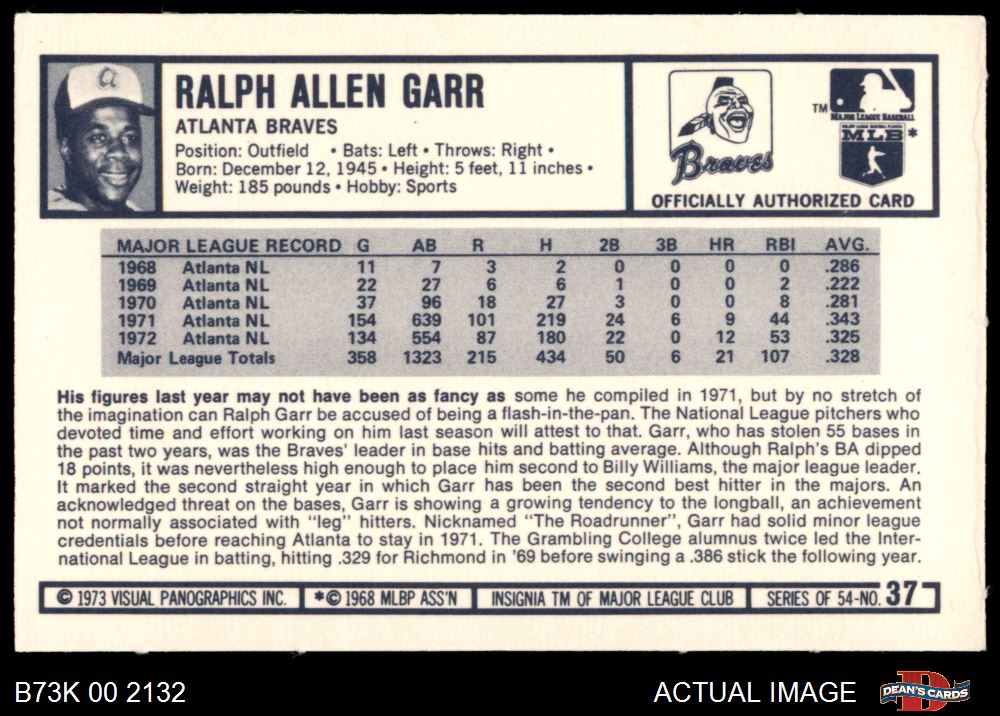 a
RALPH ALLEN GARR
ATLANTA BRAVES
Position: Outfield • Bats: Left • Throws: Right •
Born: December 12, 1945 • Height: 5 feet, 11 inches •
Weight: 185 pounds • Hobby: Sports
Braves
TM
MAJOR LEAGUE BASEBALL
MAJOR LEAGUE BASEBALL PLAYERS
MLB*
OFFICIALLY AUTHORIZED CARD
MAJOR LEAGUE RECORD G AB R H 2B 3B HR RBI AVG.
1968 Atlanta NL 11 7 3 2 0 0 0 0 .286
1969 Atlanta NL 22 27 6 6 1 0 0 2 .222
1970 Atlanta NL 37 96 18 27 3 0 0 8 .281
1971 Atlanta NL 154 639 101 219 24 6 9 44 .343
1972 Atlanta NL 134 554 87 180 22 0 12 53 .325
Major League Totals 358 1323 215 434 50 6 21 107 .328
His figures last year may not have been as fancy as some he compiled in 1971, but by no stretch of
the imagination can Ralph Garr be accused of being a flash-in-the-pan. The National League pitchers who
devoted time and effort working on him last season will attest to that. Garr, who has stolen 55 bases in
the past two years, was the Braves' leader in base hits and batting average. Although Ralph's BA dipped
18 points, it was nevertheless high enough to place him second to Billy Williams, the major league leader.
It marked the second straight year in which Garr has been the second best hitter in the majors. An
acknowledged threat on the bases, Garr is showing a growing tendency to the longball, an achievement
not normally associated with "leg" hitters. Nicknamed "The Roadrunner", Garr had solid minor league
credentials before reaching Atlanta to stay in 1971. The Grambling College alumnus twice led the Inter-
national League in batting, hitting .329 for Richmond in '69 before swinging a .386 stick the following year.
© 1973 VISUAL PANOGRAPHICS INC. *© 1968 MLBP ASS'N INSIGNIA TM OF MAJOR LEAGUE CLUB SERIES OF 54-NO. 37
B73K 00 2132
ACTUAL IMAGE
DEAN'S CARDS